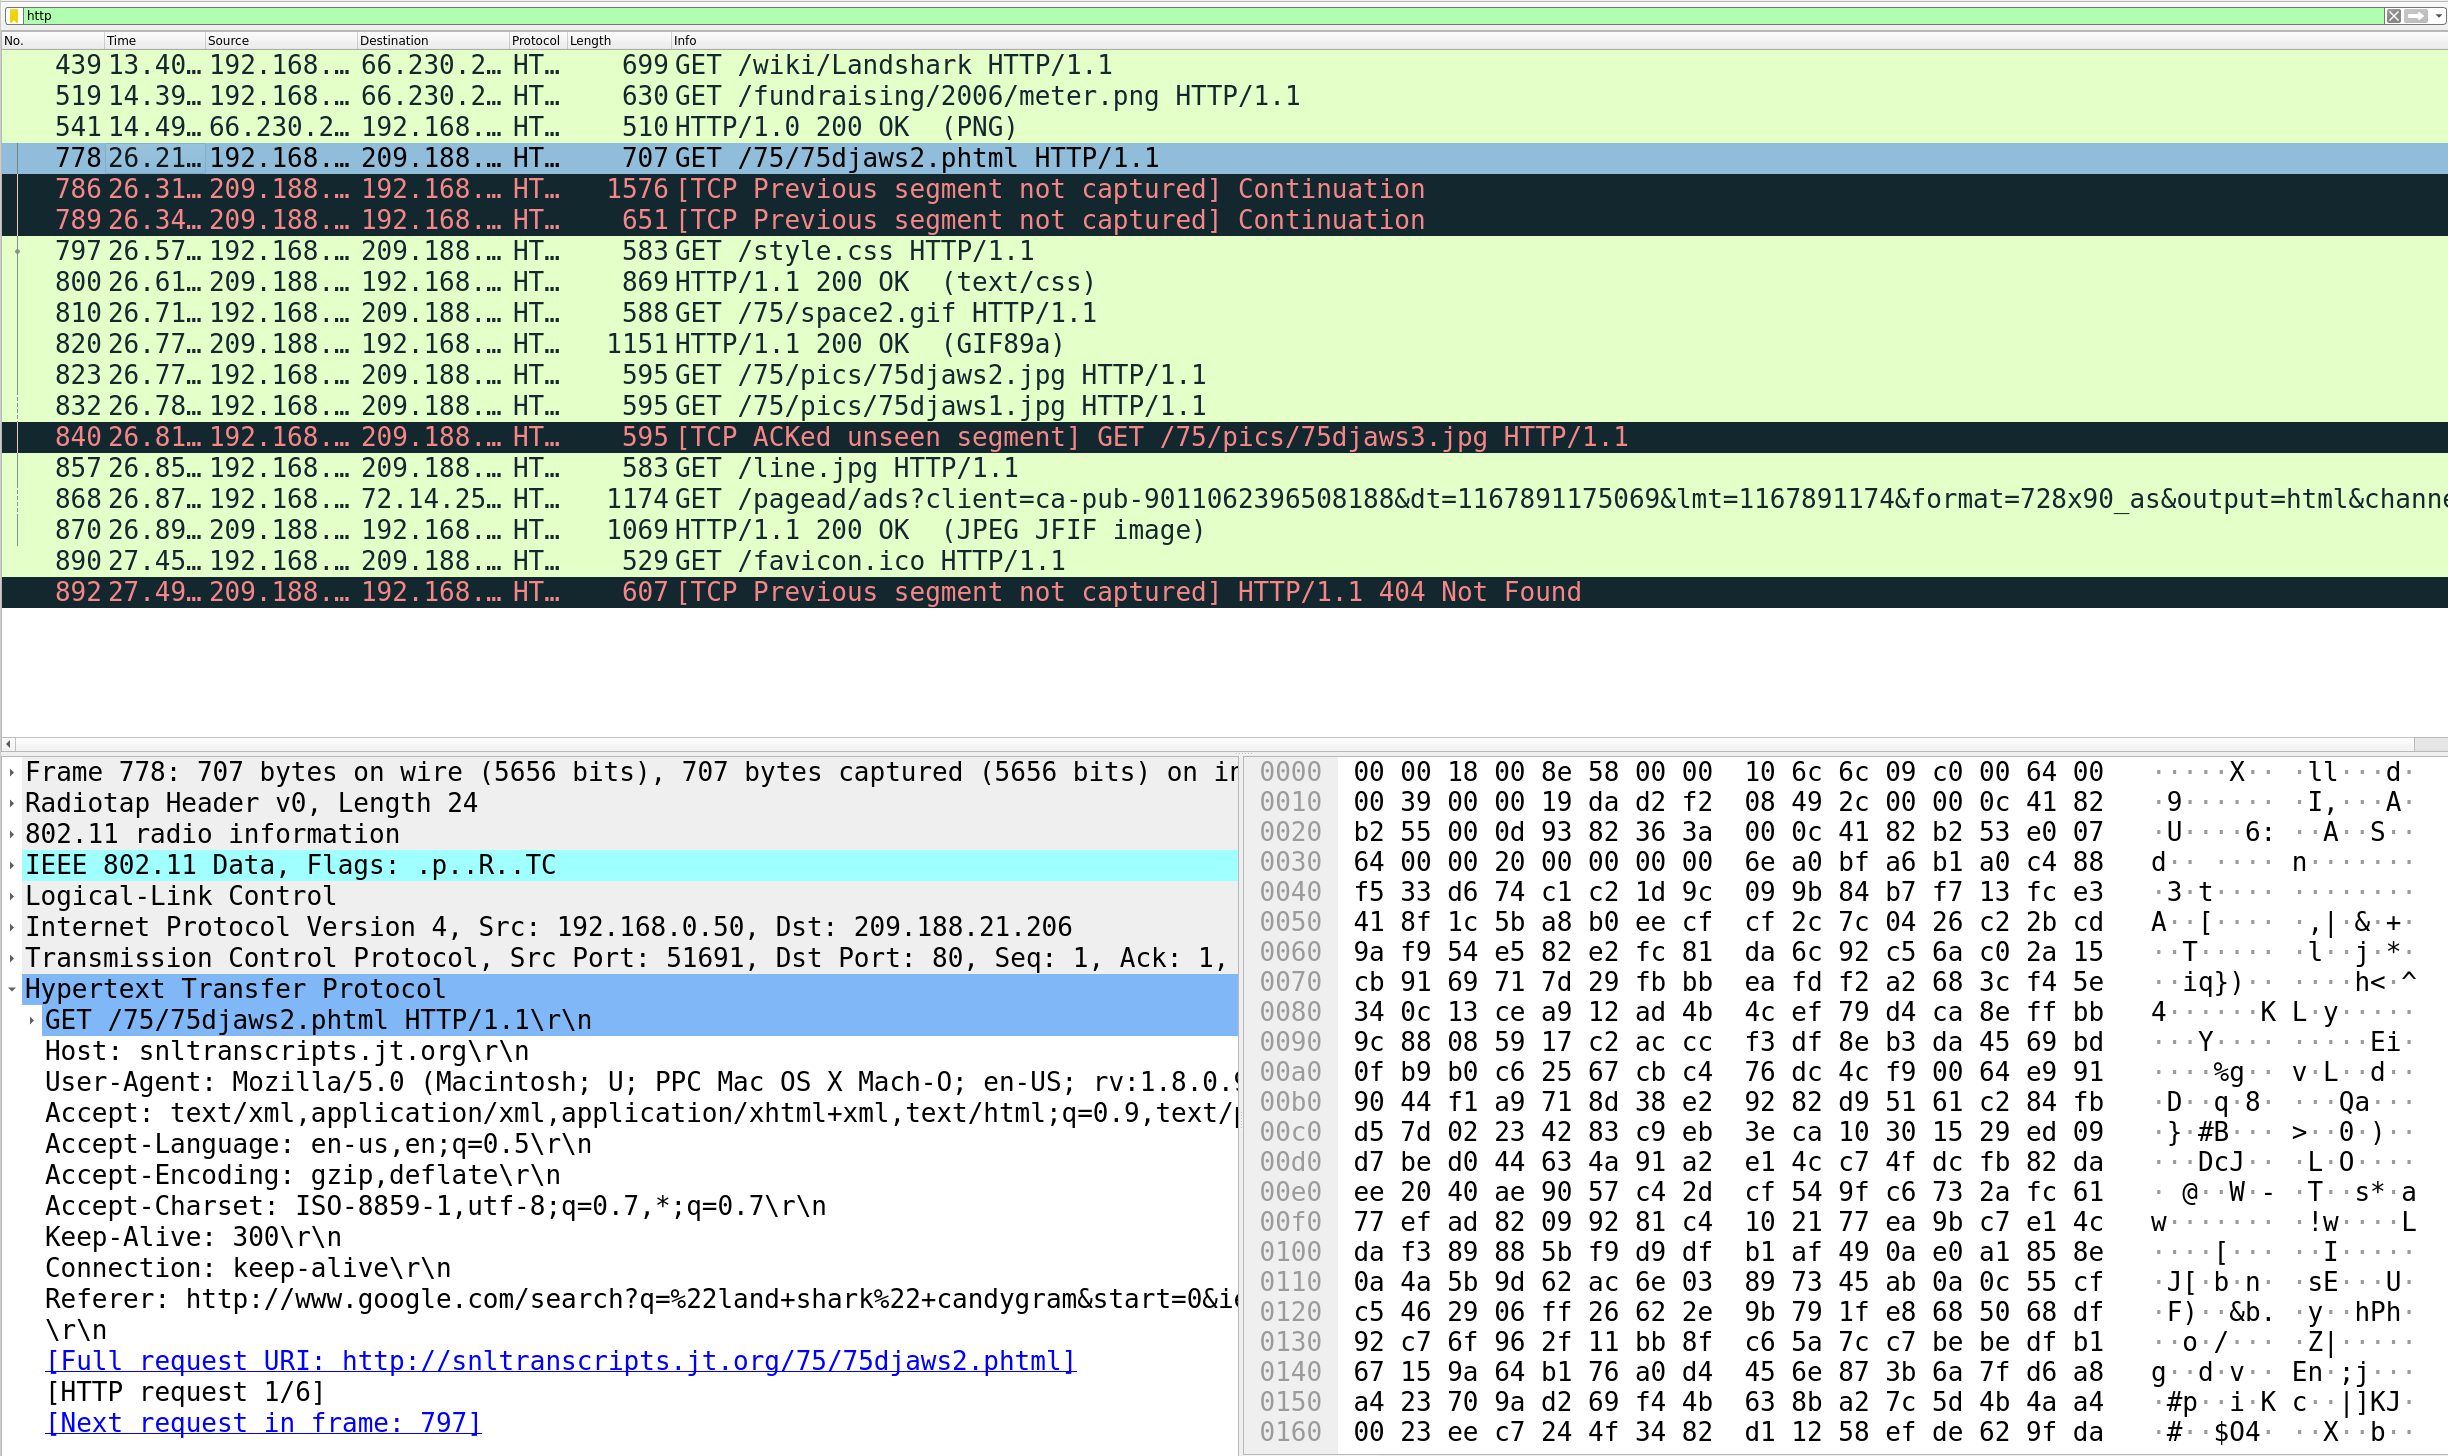 http
No. Time Source Destination Protocol Length Info
439 13.40… 192.168.… 66.230.2… HT… 699 GET /wiki/Landshark HTTP/1.1
519 14.39… 192.168.… 66.230.2… HT… 630 GET /fundraising/2006/meter.png HTTP/1.1
541 14.49… 66.230.2… 192.168.… HT… 510 HTTP/1.0 200 OK  (PNG)
778 26.21… 192.168.… 209.188.… HT… 707 GET /75/75djaws2.phtml HTTP/1.1
786 26.31… 209.188.… 192.168.… HT… 1576 [TCP Previous segment not captured] Continuation
789 26.34… 209.188.… 192.168.… HT… 651 [TCP Previous segment not captured] Continuation
797 26.57… 192.168.… 209.188.… HT… 583 GET /style.css HTTP/1.1
800 26.61… 209.188.… 192.168.… HT… 869 HTTP/1.1 200 OK  (text/css)
810 26.71… 192.168.… 209.188.… HT… 588 GET /75/space2.gif HTTP/1.1
820 26.77… 209.188.… 192.168.… HT… 1151 HTTP/1.1 200 OK  (GIF89a)
823 26.77… 192.168.… 209.188.… HT… 595 GET /75/pics/75djaws2.jpg HTTP/1.1
832 26.78… 192.168.… 209.188.… HT… 595 GET /75/pics/75djaws1.jpg HTTP/1.1
840 26.81… 192.168.… 209.188.… HT… 595 [TCP ACKed unseen segment] GET /75/pics/75djaws3.jpg HTTP/1.1
857 26.85… 192.168.… 209.188.… HT… 583 GET /line.jpg HTTP/1.1
868 26.87… 192.168.… 72.14.25… HT… 1174 GET /pagead/ads?client=ca-pub-9011062396508188&dt=1167891175069&lmt=1167891174&format=728x90_as&output=html&channe
870 26.89… 209.188.… 192.168.… HT… 1069 HTTP/1.1 200 OK  (JPEG JFIF image)
890 27.45… 192.168.… 209.188.… HT… 529 GET /favicon.ico HTTP/1.1
892 27.49… 209.188.… 192.168.… HT… 607 [TCP Previous segment not captured] HTTP/1.1 404 Not Found
Frame 778: 707 bytes on wire (5656 bits), 707 bytes captured (5656 bits) on in
Radiotap Header v0, Length 24
802.11 radio information
IEEE 802.11 Data, Flags: .p..R..TC
Logical-Link Control
Internet Protocol Version 4, Src: 192.168.0.50, Dst: 209.188.21.206
Transmission Control Protocol, Src Port: 51691, Dst Port: 80, Seq: 1, Ack: 1,
Hypertext Transfer Protocol
GET /75/75djaws2.phtml HTTP/1.1\r\n
Host: snltranscripts.jt.org\r\n
User-Agent: Mozilla/5.0 (Macintosh; U; PPC Mac OS X Mach-O; en-US; rv:1.8.0.9
Accept: text/xml,application/xml,application/xhtml+xml,text/html;q=0.9,text/p
Accept-Language: en-us,en;q=0.5\r\n
Accept-Encoding: gzip,deflate\r\n
Accept-Charset: ISO-8859-1,utf-8;q=0.7,*;q=0.7\r\n
Keep-Alive: 300\r\n
Connection: keep-alive\r\n
Referer: http://www.google.com/search?q=%22land+shark%22+candygram&start=0&ie
\r\n
[Full request URI: http://snltranscripts.jt.org/75/75djaws2.phtml]
[HTTP request 1/6]
[Next request in frame: 797]
0000 00 00 18 00 8e 58 00 00  10 6c 6c 09 c0 00 64 00 ·····X·· ·ll···d·
0010 00 39 00 00 19 da d2 f2  08 49 2c 00 00 0c 41 82 ·9······ ·I,···A·
0020 b2 55 00 0d 93 82 36 3a  00 0c 41 82 b2 53 e0 07 ·U····6: ··A··S··
0030 64 00 00 20 00 00 00 00  6e a0 bf a6 b1 a0 c4 88 d·· ···· n·······
0040 f5 33 d6 74 c1 c2 1d 9c  09 9b 84 b7 f7 13 fc e3 ·3·t···· ········
0050 41 8f 1c 5b a8 b0 ee cf  cf 2c 7c 04 26 c2 2b cd A··[···· ·,|·&·+·
0060 9a f9 54 e5 82 e2 fc 81  da 6c 92 c5 6a c0 2a 15 ··T····· ·l··j·*·
0070 cb 91 69 71 7d 29 fb bb  ea fd f2 a2 68 3c f4 5e ··iq})·· ····h<·^
0080 34 0c 13 ce a9 12 ad 4b  4c ef 79 d4 ca 8e ff bb 4······K L·y·····
0090 9c 88 08 59 17 c2 ac cc  f3 df 8e b3 da 45 69 bd ···Y···· ·····Ei·
00a0 0f b9 b0 c6 25 67 cb c4  76 dc 4c f9 00 64 e9 91 ····%g·· v·L··d··
00b0 90 44 f1 a9 71 8d 38 e2  92 82 d9 51 61 c2 84 fb ·D··q·8· ···Qa···
00c0 d5 7d 02 23 42 83 c9 eb  3e ca 10 30 15 29 ed 09 ·}·#B··· >··0·)··
00d0 d7 be d0 44 63 4a 91 a2  e1 4c c7 4f dc fb 82 da ···DcJ·· ·L·O····
00e0 ee 20 40 ae 90 57 c4 2d  cf 54 9f c6 73 2a fc 61 · @··W·- ·T··s*·a
00f0 77 ef ad 82 09 92 81 c4  10 21 77 ea 9b c7 e1 4c w······· ·!w····L
0100 da f3 89 88 5b f9 d9 df  b1 af 49 0a e0 a1 85 8e ····[··· ··I·····
0110 0a 4a 5b 9d 62 ac 6e 03  89 73 45 ab 0a 0c 55 cf ·J[·b·n· ·sE···U·
0120 c5 46 29 06 ff 26 62 2e  9b 79 1f e8 68 50 68 df ·F)··&b. ·y··hPh·
0130 92 c7 6f 96 2f 11 bb 8f  c6 5a 7c c7 be be df b1 ··o·/··· ·Z|·····
0140 67 15 9a 64 b1 76 a0 d4  45 6e 87 3b 6a 7f d6 a8 g··d·v·· En·;j···
0150 a4 23 70 9a d2 69 f4 4b  63 8b a2 7c 5d 4b 4a a4 ·#p··i·K c··|]KJ·
0160 00 23 ee c7 24 4f 34 82  d1 12 58 ef de 62 9f da ·#··$O4· ··X··b··